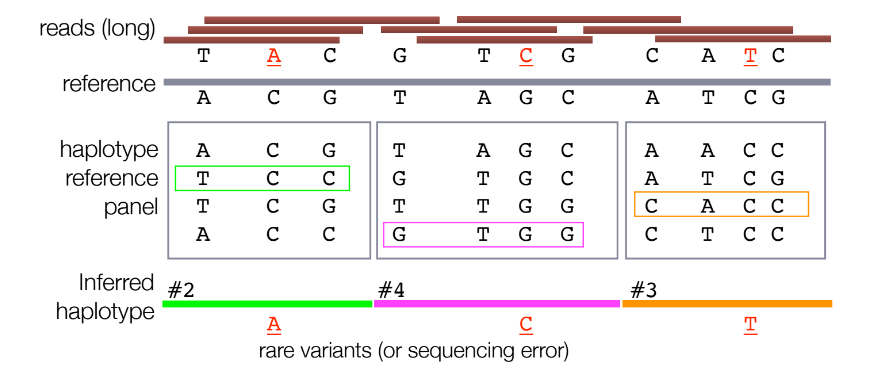 reads (long)
T A C G T C G C A T C
reference
A C G T A G C A T C G
haplotype A C G T A G C A A C C
reference T C C G T G C A T C G
panel T C G T T G G C A C C
A C C G T G G C T C C
Inferred #2 #4 #3
haplotype
A C T
rare variants (or sequencing error)